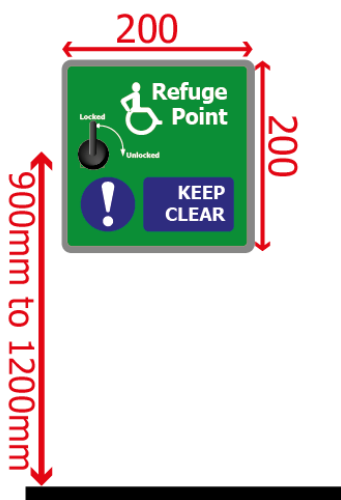 200
Refuge
Point
Locked
Unlocked
200
KEEP
CLEAR
900mm to 1200mm